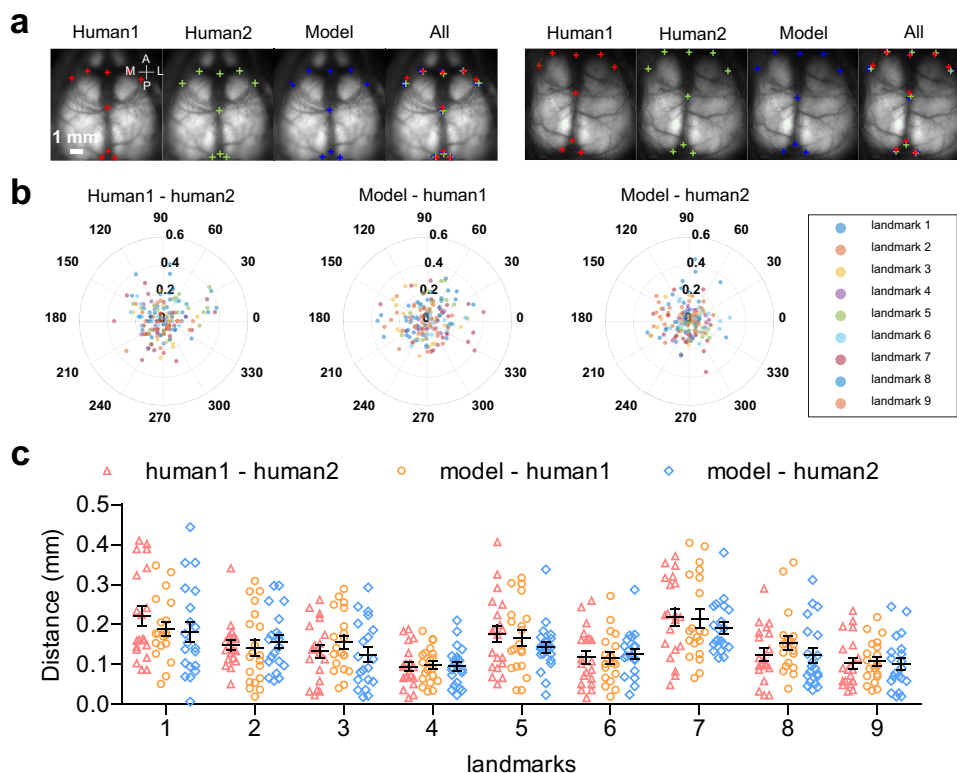 a
Human1 Human2 Model All Human1 Human2 Model All
A
M L
P
1 mm
b
Human1 - human2 Model - human1 Model - human2
90 90 90
120 0.6 60 120 0.6 60 120 0.6 60
150 0.4 30 150 0.4 30 150 0.4 30
0.2 0.2 0.2
180 0 0 180 0 0 180 0 0
210 330 210 330 210 330
240 300 240 300 240 300
270 270 270
landmark 1
landmark 2
landmark 3
landmark 4
landmark 5
landmark 6
landmark 7
landmark 8
landmark 9
c
human1 - human2 model - human1 model - human2
Distance (mm)
0.5
0.4
0.3
0.2
0.1
0.0
1 2 3 4 5 6 7 8 9
landmarks